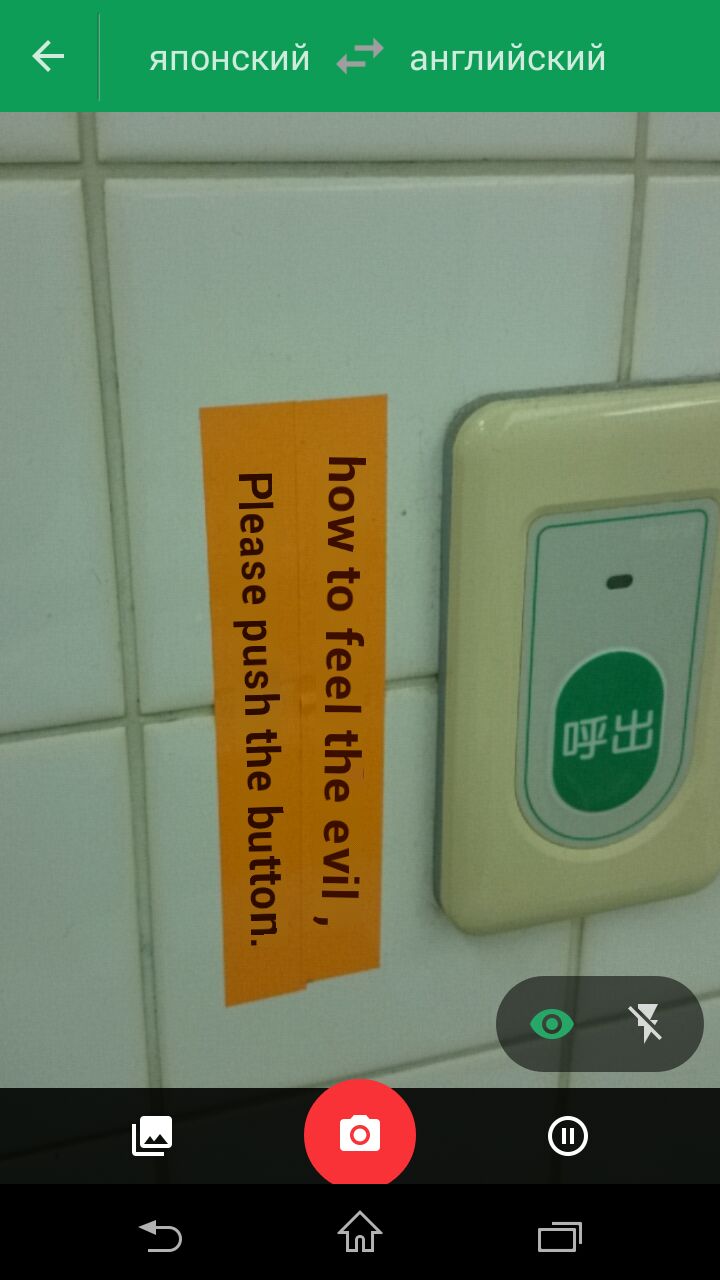 японский английский
how to feel the evil ,
Please push the button.
呼出